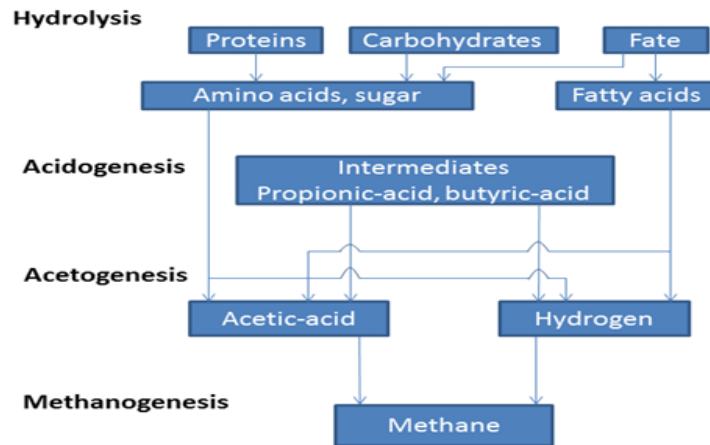 Hydrolysis
Proteins
Carbohydrates
Fate
Amino acids, sugar
Fatty acids
Acidogenesis
Intermediates
Propionic-acid, butyric-acid
Acetogenesis
Acetic-acid
Hydrogen
Methanogenesis
Methane